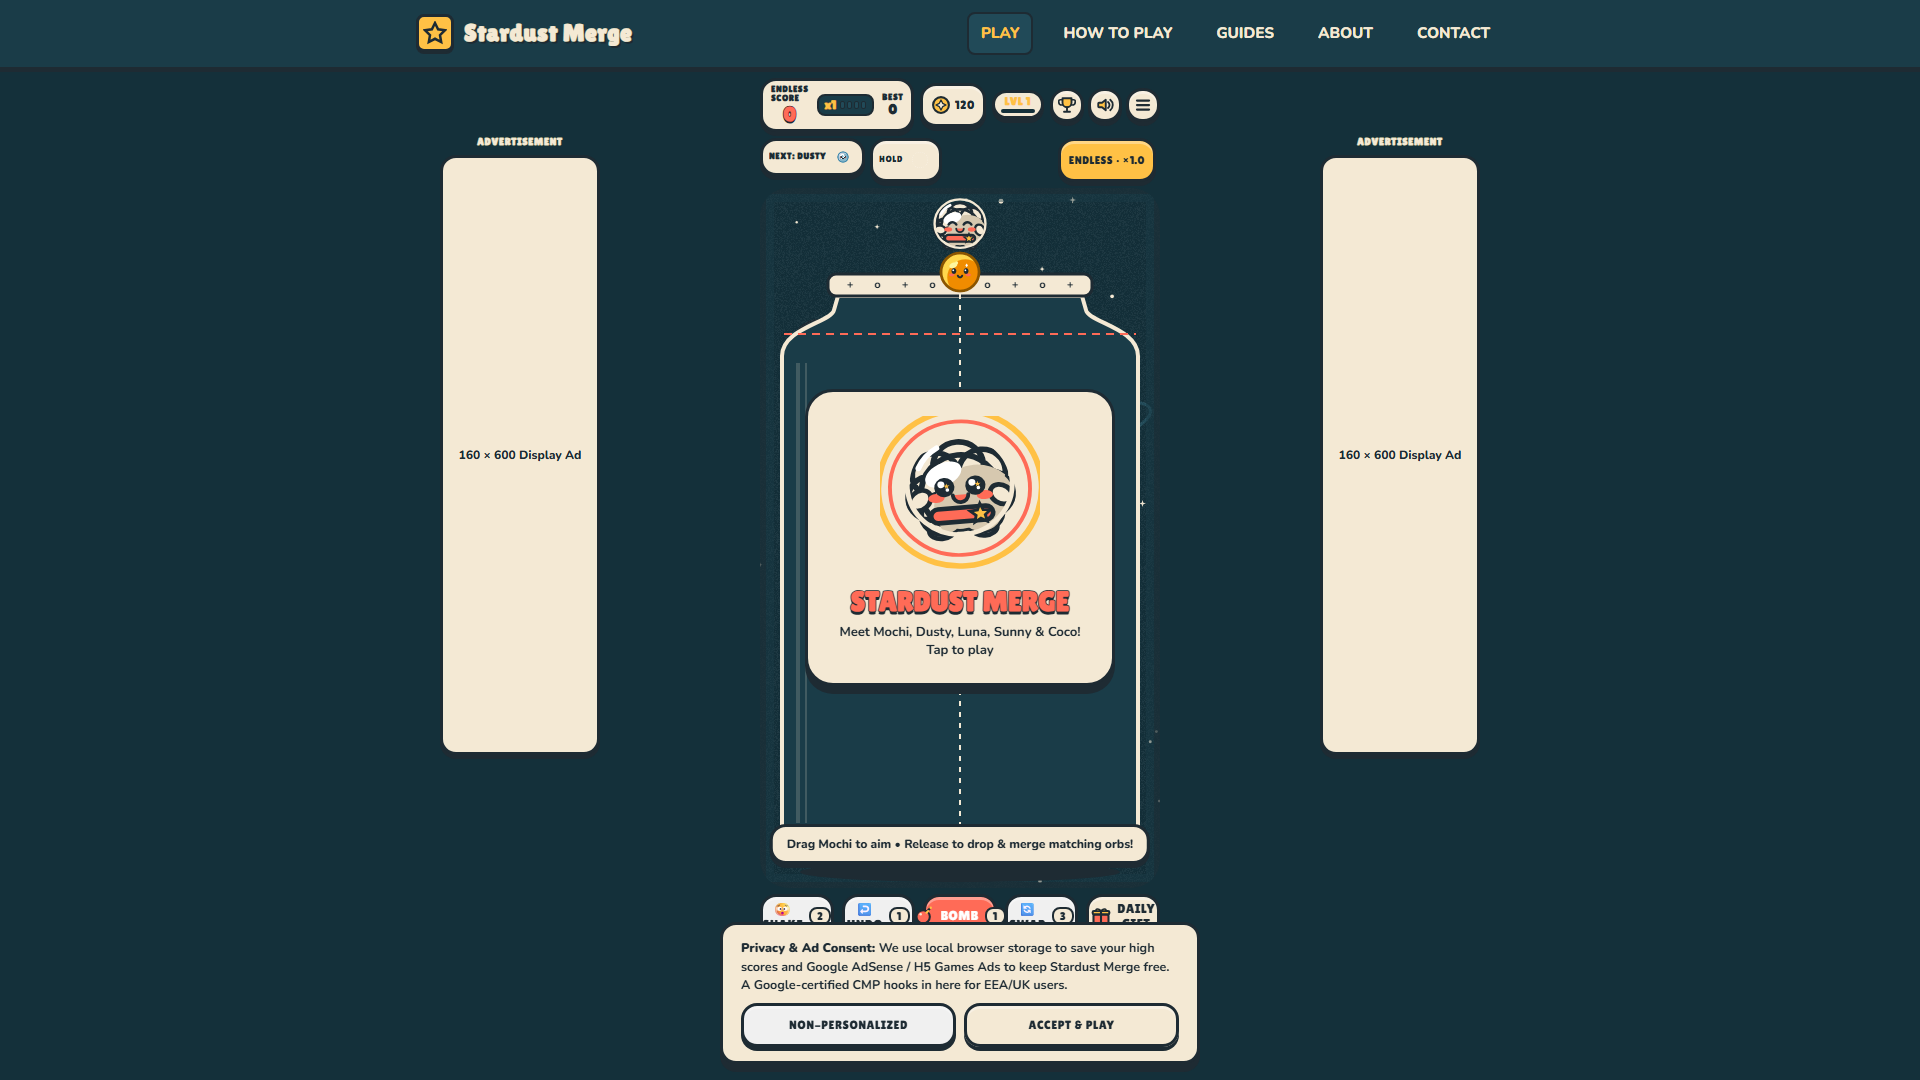 Stardust Merge
PLAY
HOW TO PLAY
GUIDES
ABOUT
CONTACT
ENDLESS
SCORE
0
x1
BEST
0
120
LVL 1
NEXT: DUSTY
HOLD
ENDLESS · ×1.0
ADVERTISEMENT
160 × 600 Display Ad
ADVERTISEMENT
160 × 600 Display Ad
STARDUST MERGE
Meet Mochi, Dusty, Luna, Sunny & Coco!
Tap to play
Drag Mochi to aim • Release to drop & merge matching orbs!
2
1
BOMB
1
3
DAILY
Privacy & Ad Consent: We use local browser storage to save your high
scores and Google AdSense / H5 Games Ads to keep Stardust Merge free.
A Google-certified CMP hooks in here for EEA/UK users.
NON-PERSONALIZED
ACCEPT & PLAY